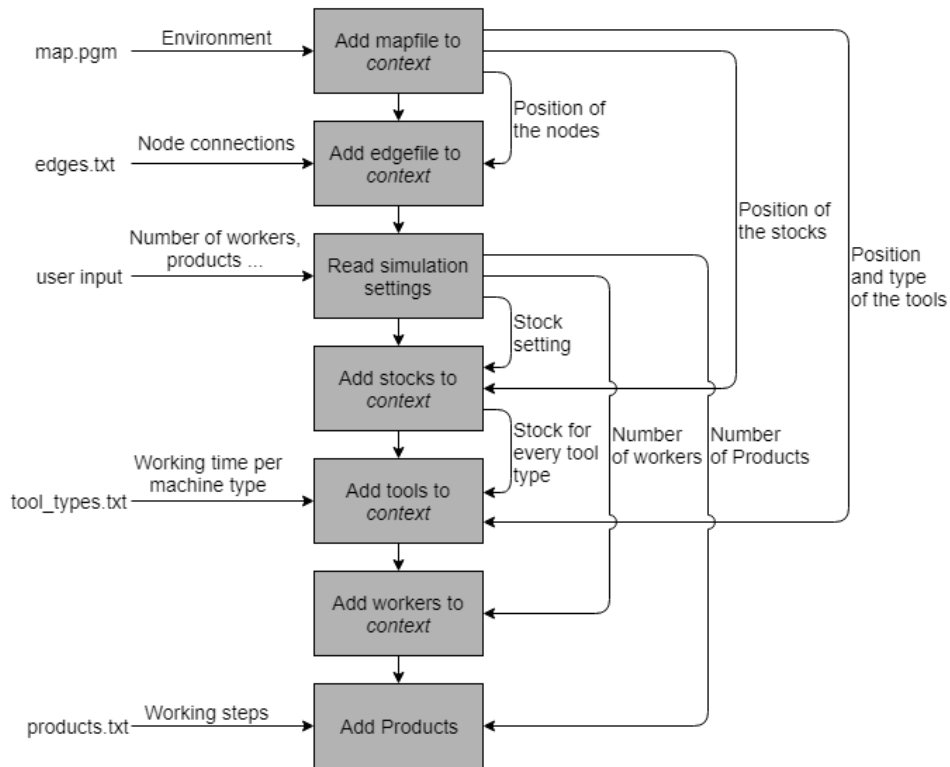 map.pgm
Environment
Add mapfile to
context
Position of
the nodes
edges.txt
Node connections
Add edgefile to
context
Position of
the stocks
Position
and type
of the tools
user input
Number of workers,
products ...
Read simulation
settings
Stock
setting
Add stocks to
context
Stock for
every tool
type
Number
of workers
Number
of Products
tool_types.txt
Working time per
machine type
Add tools to
context
Add workers to
context
products.txt
Working steps
Add Products